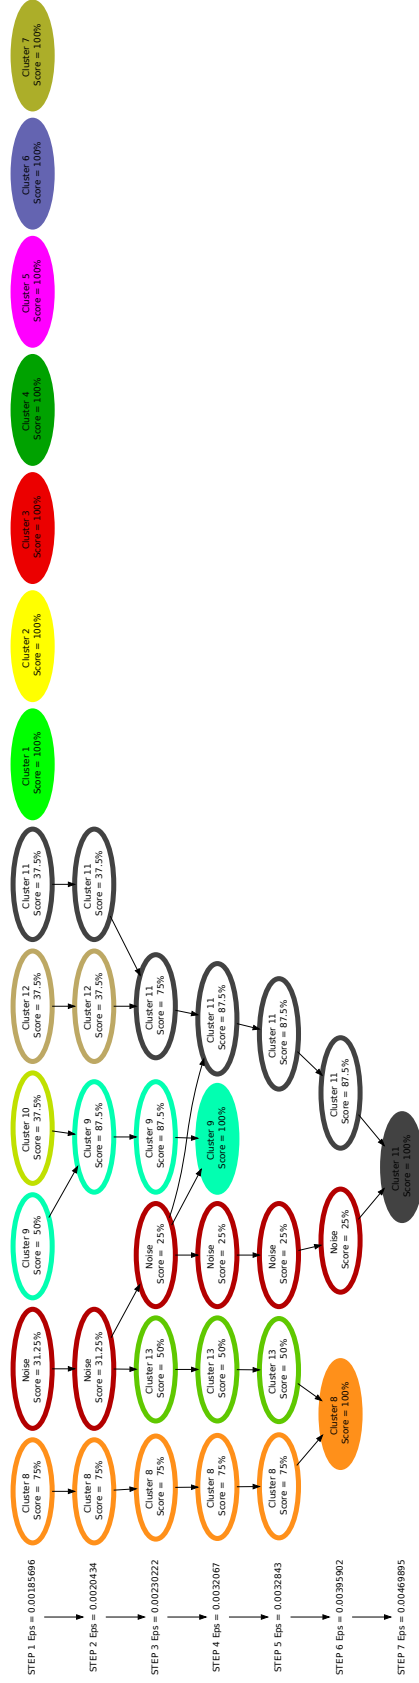 STEP 1 Eps = 0.00185696
Cluster 8
Score = 75%
Noise
Score = 31.25%
Cluster 9
Score = 50%
Cluster 10
Score = 37.5%
Cluster 12
Score = 37.5%
Cluster 11
Score = 37.5%
Cluster 1
Score = 100%
Cluster 2
Score = 100%
Cluster 3
Score = 100%
Cluster 4
Score = 100%
Cluster 5
Score = 100%
Cluster 6
Score = 100%
Cluster 7
Score = 100%
STEP 2 Eps = 0.0020434
Cluster 8
Score = 75%
Noise
Score = 31.25%
Cluster 9
Score = 87.5%
Cluster 12
Score = 37.5%
Cluster 11
Score = 37.5%
STEP 3 Eps = 0.00230222
Cluster 8
Score = 75%
Cluster 13
Score = 50%
Noise
Score = 25%
Cluster 9
Score = 87.5%
Cluster 11
Score = 75%
STEP 4 Eps = 0.0032067
Cluster 8
Score = 75%
Cluster 13
Score = 50%
Noise
Score = 25%
Cluster 9
Score = 100%
Cluster 11
Score = 87.5%
STEP 5 Eps = 0.0032843
Cluster 8
Score = 75%
Cluster 13
Score = 50%
Noise
Score = 25%
Cluster 11
Score = 87.5%
STEP 6 Eps = 0.00395902
Cluster 8
Score = 100%
Noise
Score = 25%
Cluster 11
Score = 87.5%
STEP 7 Eps = 0.00469895
Cluster 11
Score = 100%